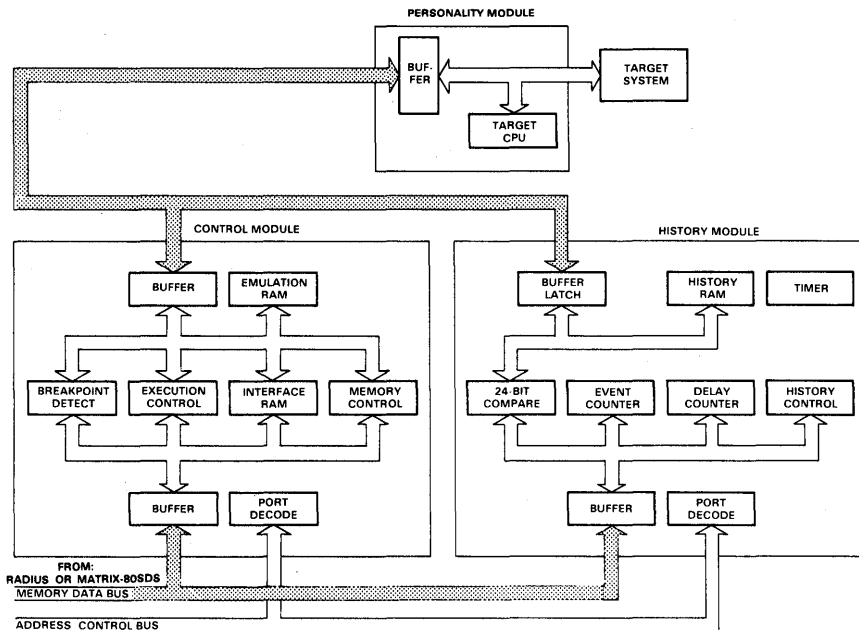 PERSONALITY MODULE
BUF-
FER
TARGET
SYSTEM
TARGET
CPU
CONTROL MODULE
BUFFER
EMULATION
RAM
BREAKPOINT
DETECT
EXECUTION
CONTROL
INTERFACE
RAM
MEMORY
CONTROL
BUFFER
PORT
DECODE
HISTORY MODULE
BUFFER
LATCH
HISTORY
RAM
TIMER
24-BIT
COMPARE
EVENT
COUNTER
DELAY
COUNTER
HISTORY
CONTROL
BUFFER
PORT
DECODE
FROM:
RADIUS OR MATRIX-80SDS
MEMORY DATA BUS
ADDRESS CONTROL BUS